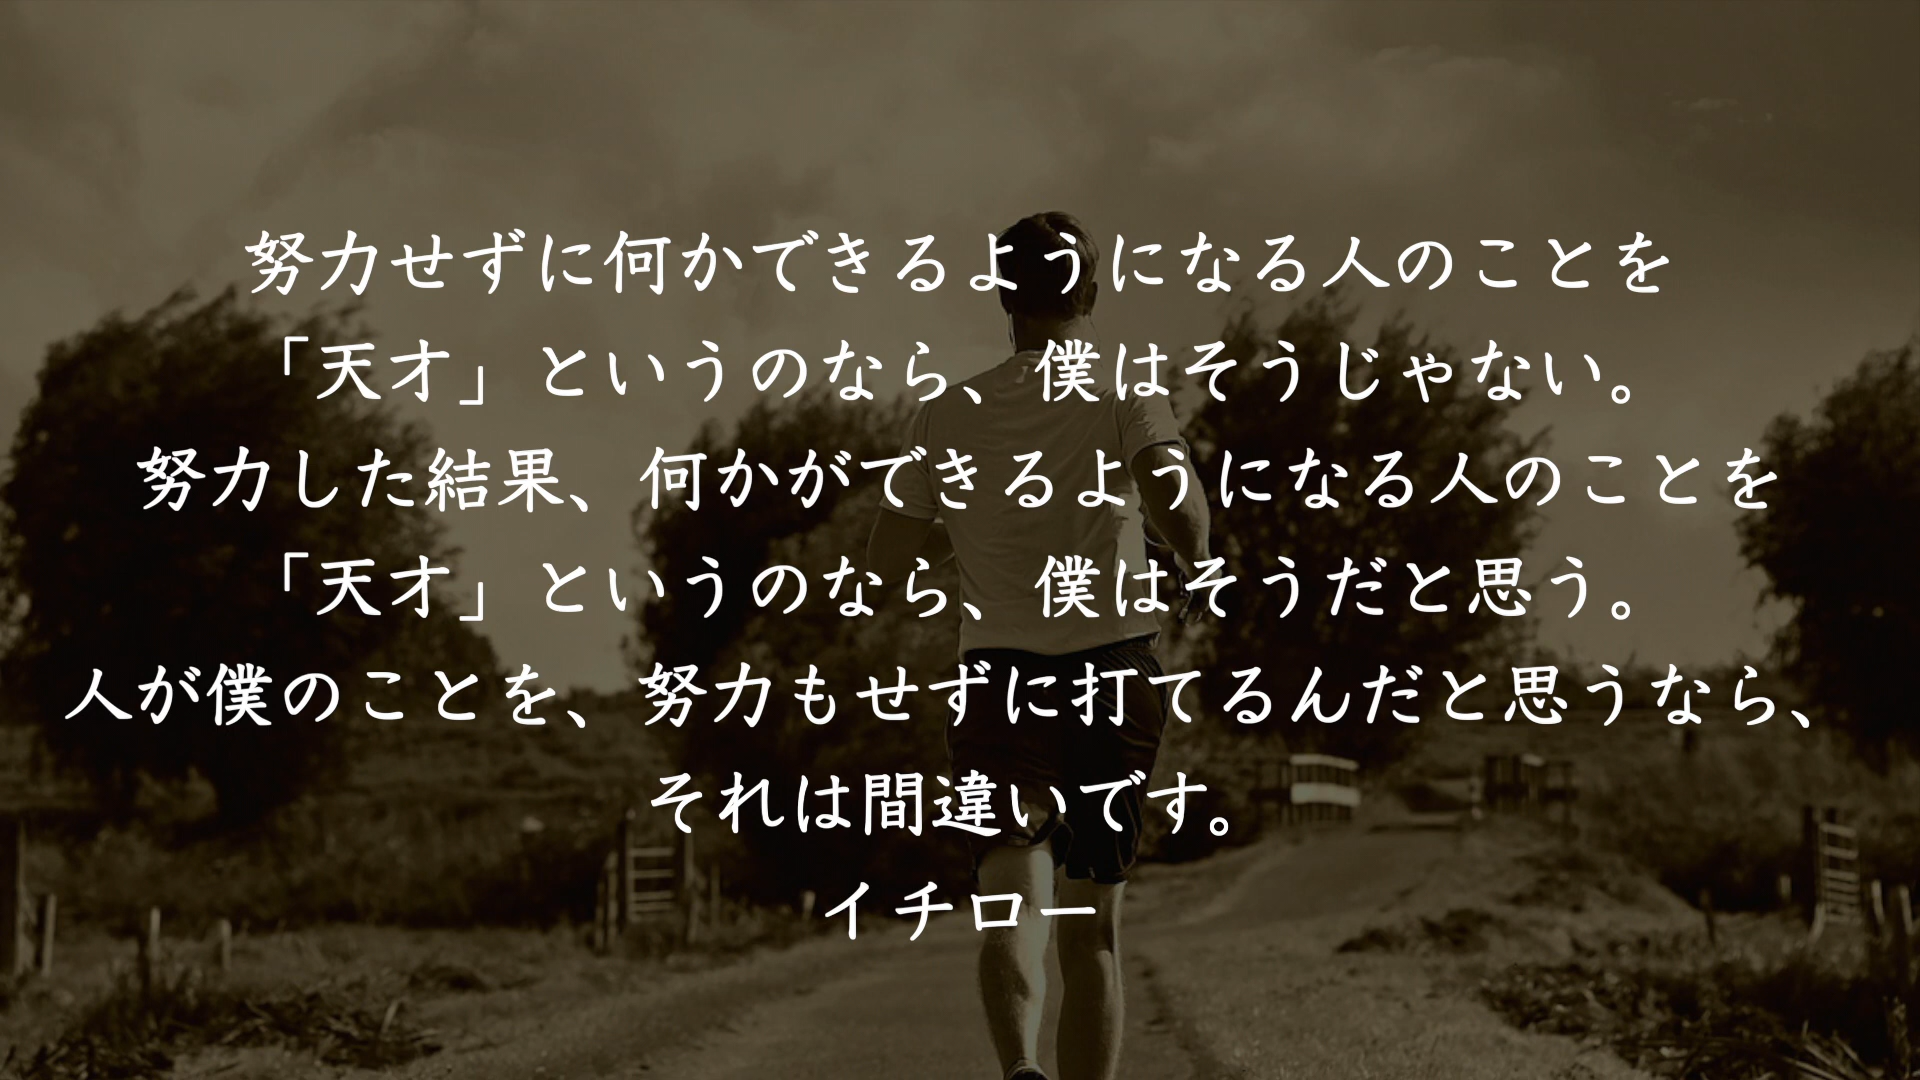 努力せずに何かできるようになる人のことを
「天才」というのなら、僕はそうじゃない。
努力した結果、何かができるようになる人のことを
「天才」というのなら、僕はそうだと思う。
人が僕のことを、努力もせずに打てるんだと思うなら、
それは間違いです。
イチロー